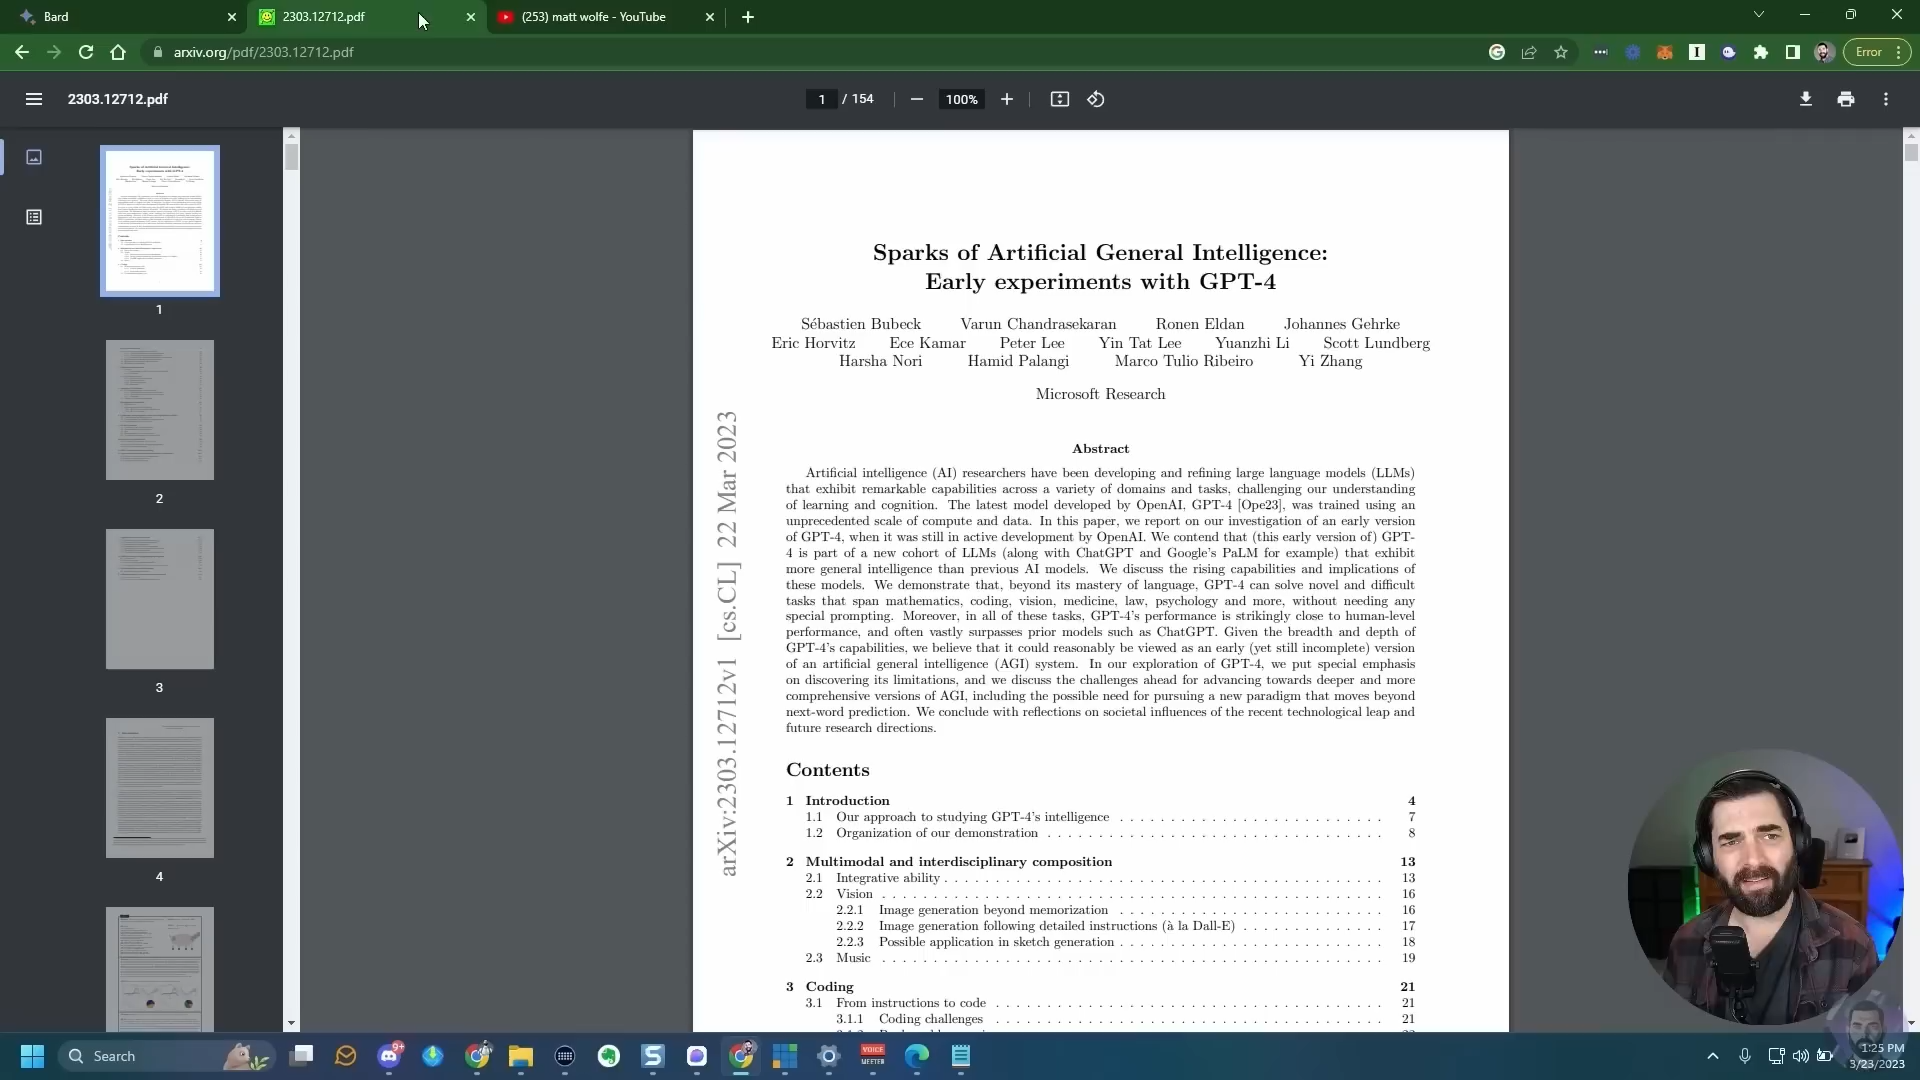 Bard
2303.12712.pdf
(253) matt wolfe - YouTube
arxiv.org/pdf/2303.12712.pdf
Error
2303.12712.pdf
1 / 154
100%
1
2
3
4
Sparks of Artificial General Intelligence:
Early experiments with GPT-4
Sébastien Bubeck Varun Chandrasekaran Ronen Eldan Johannes Gehrke
Eric Horvitz Ece Kamar Peter Lee Yin Tat Lee Yuanzhi Li Scott Lundberg
Harsha Nori Hamid Palangi Marco Tulio Ribeiro Yi Zhang
Microsoft Research
arXiv:2303.12712v1 [cs.CL] 22 Mar 2023
Abstract
Artificial intelligence (AI) researchers have been developing and refining large language models (LLMs)
that exhibit remarkable capabilities across a variety of domains and tasks, challenging our understanding
of learning and cognition. The latest model developed by OpenAI, GPT-4 [Ope23], was trained using an
unprecedented scale of compute and data. In this paper, we report on our investigation of an early version
of GPT-4, when it was still in active development by OpenAI. We contend that (this early version of) GPT-
4 is part of a new cohort of LLMs (along with ChatGPT and Google's PaLM for example) that exhibit
more general intelligence than previous AI models. We discuss the rising capabilities and implications of
these models. We demonstrate that, beyond its mastery of language, GPT-4 can solve novel and difficult
tasks that span mathematics, coding, vision, medicine, law, psychology and more, without needing any
special prompting. Moreover, in all of these tasks, GPT-4's performance is strikingly close to human-level
performance, and often vastly surpasses prior models such as ChatGPT. Given the breadth and depth of
GPT-4's capabilities, we believe that it could reasonably be viewed as an early (yet still incomplete) version
of an artificial general intelligence (AGI) system. In our exploration of GPT-4, we put special emphasis
on discovering its limitations, and we discuss the challenges ahead for advancing towards deeper and more
comprehensive versions of AGI, including the possible need for pursuing a new paradigm that moves beyond
next-word prediction. We conclude with reflections on societal influences of the recent technological leap and
future research directions.
Contents
1 Introduction 4
1.1 Our approach to studying GPT-4's intelligence . . . . . . . . . . . . . . . . . . . . . . . . . . . 7
1.2 Organization of our demonstration . . . . . . . . . . . . . . . . . . . . . . . . . . . . . . . . . 8
2 Multimodal and interdisciplinary composition 13
2.1 Integrative ability . . . . . . . . . . . . . . . . . . . . . . . . . . . . . . . . . . . . . . . . . . 13
2.2 Vision . . . . . . . . . . . . . . . . . . . . . . . . . . . . . . . . . . . . . . . . . . . . . . . . 16
2.2.1 Image generation beyond memorization . . . . . . . . . . . . . . . . . . . . . . . . . . . 16
2.2.2 Image generation following detailed instructions (à la Dall-E) . . . . . . . . . . . . . . 17
2.2.3 Possible application in sketch generation . . . . . . . . . . . . . . . . . . . . . . . . . . . 18
2.3 Music . . . . . . . . . . . . . . . . . . . . . . . . . . . . . . . . . . . . . . . . . . . . . . . . 19
3 Coding 21
3.1 From instructions to code . . . . . . . . . . . . . . . . . . . . . . . . . . . . . . . . . . . . . 21
3.1.1 Coding challenges . . . . . . . . . . . . . . . . . . . . . . . . . . . . . . . . . . . . . . 21
Search
9+
VOICE
MEETER
1:25 PM
3/23/2023